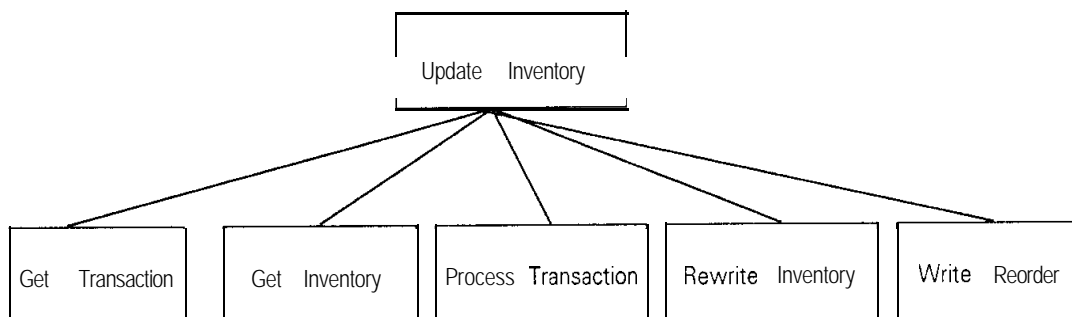 Update Inventory
Get Transaction
Get Inventory
Process Transaction
Rewrite Inventory
Write Reorder